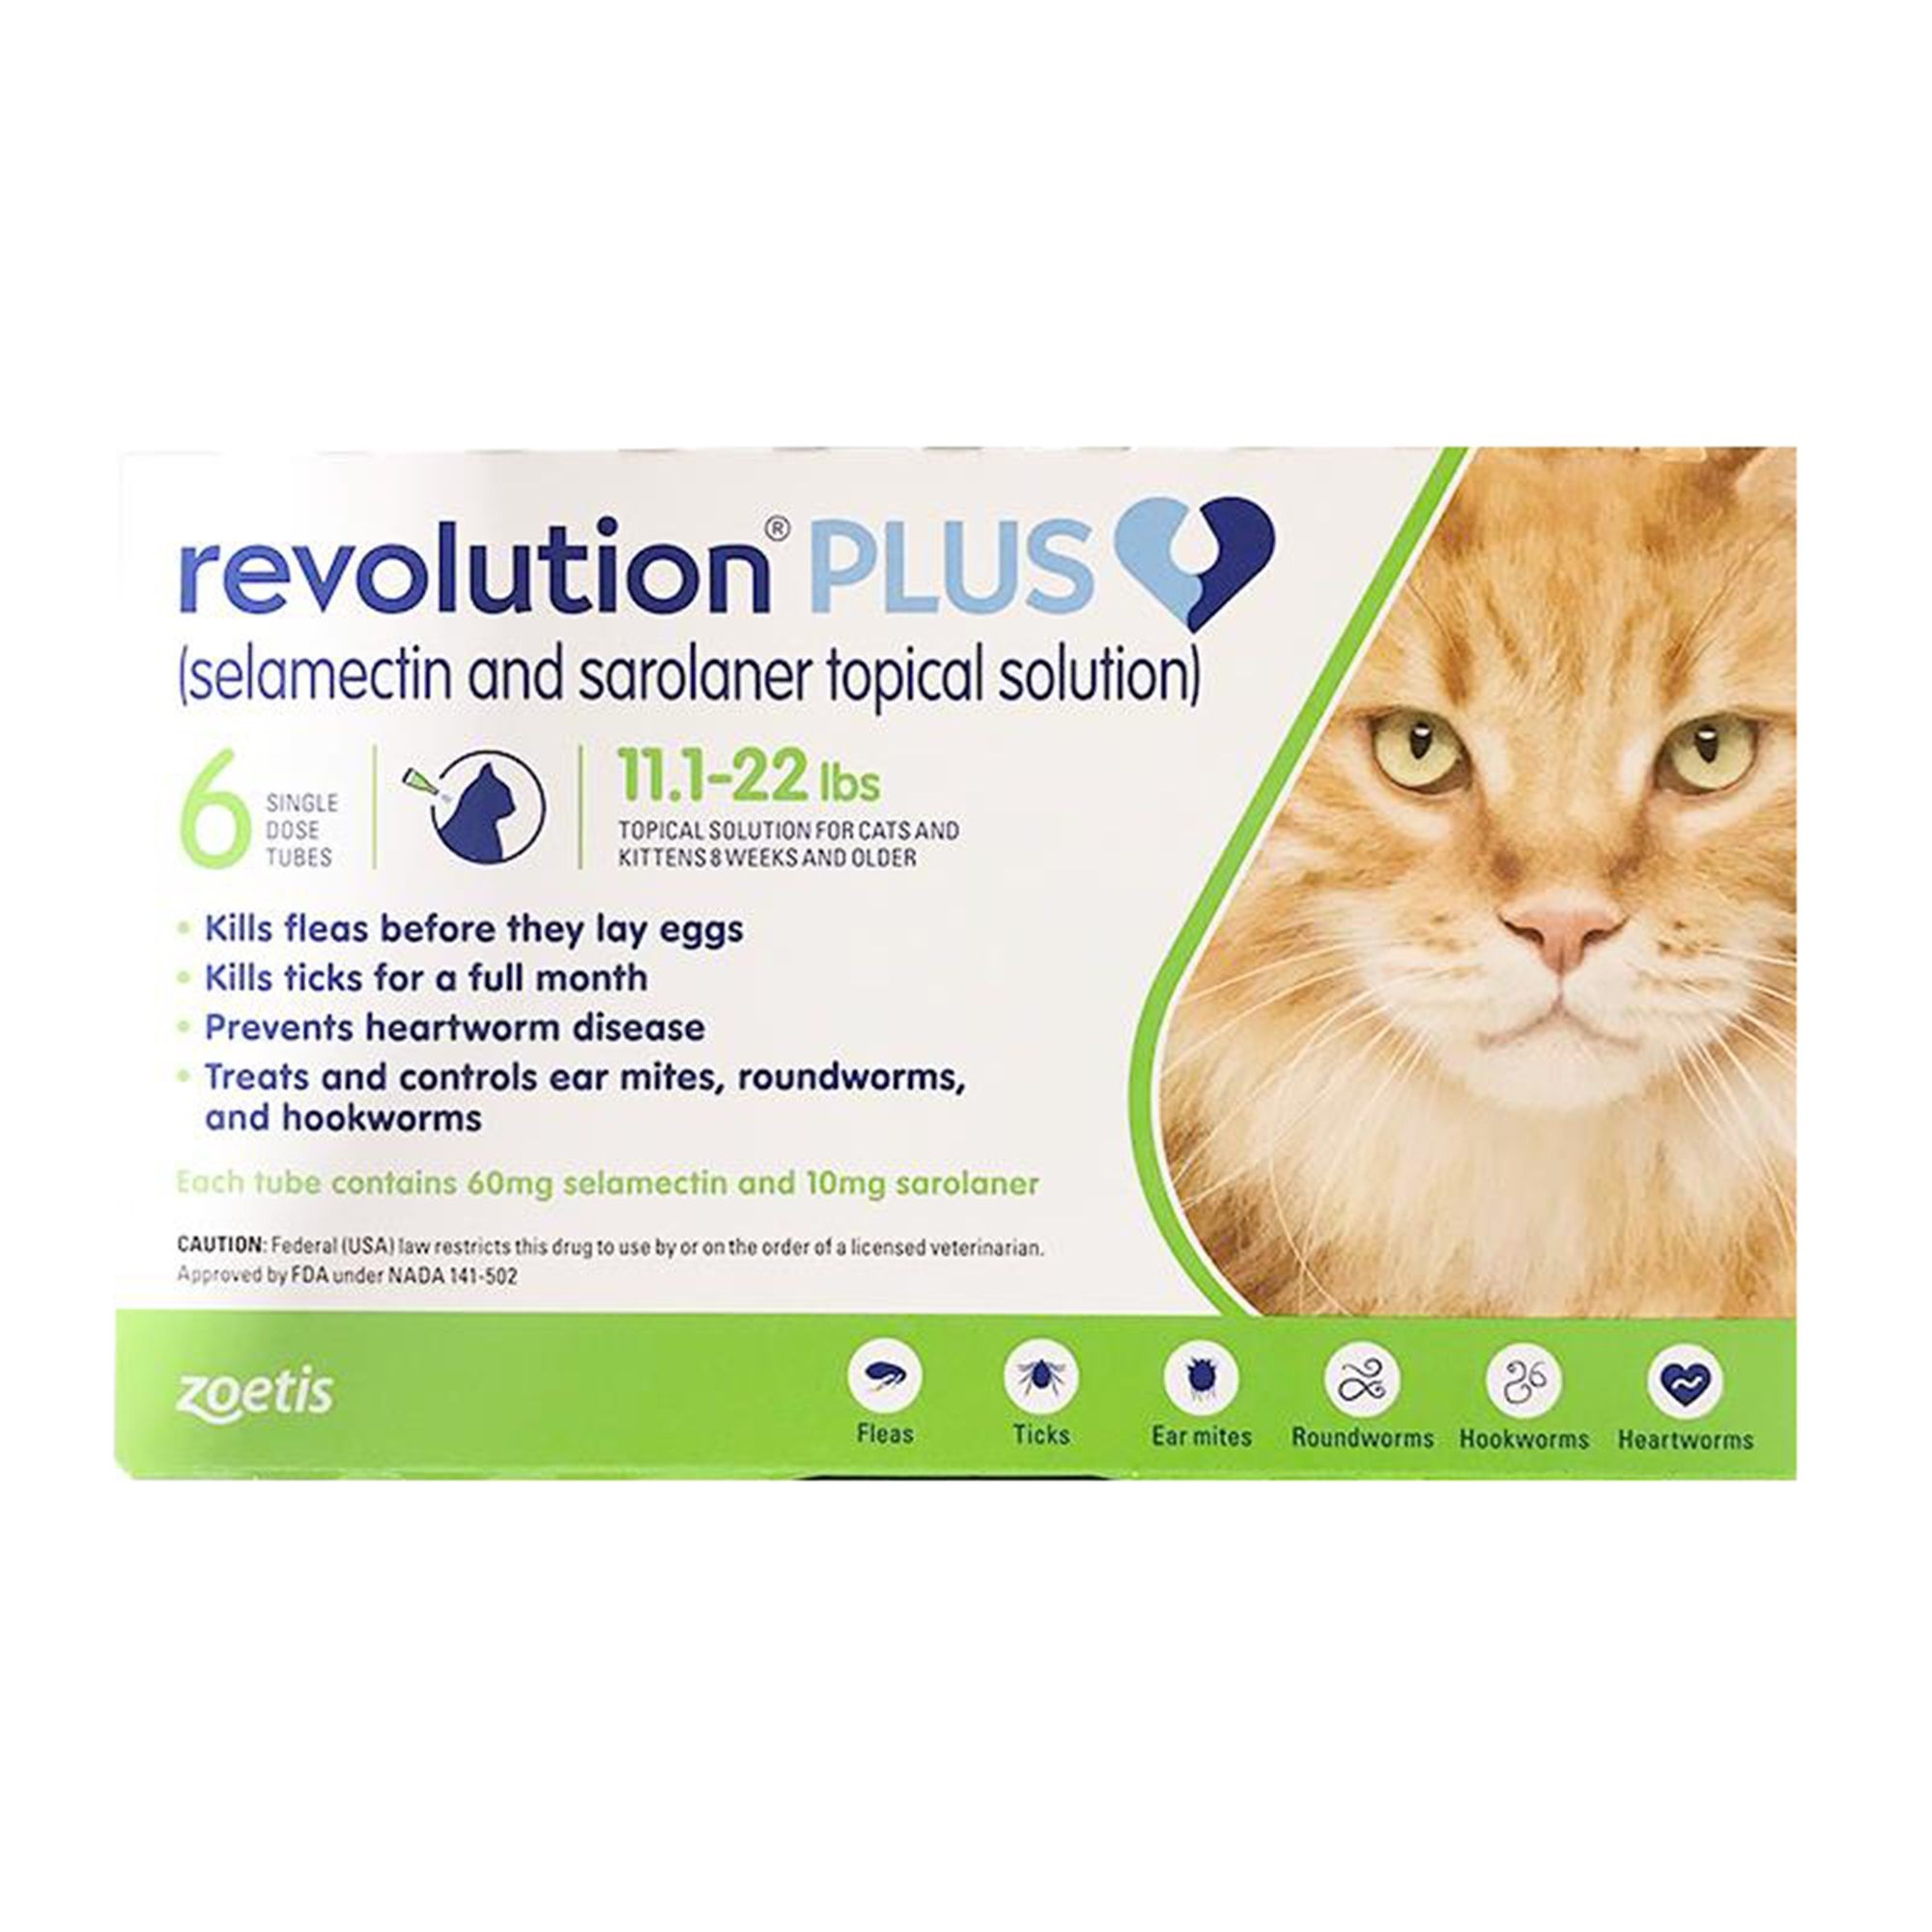 revolution® PLUS
(selamectin and sarolaner topical solution)
6 SINGLE
DOSE
TUBES
11.1-22 lbs
TOPICAL SOLUTION FOR CATS AND
KITTENS 8 WEEKS AND OLDER
• Kills fleas before they lay eggs
• Kills ticks for a full month
• Prevents heartworm disease
• Treats and controls ear mites, roundworms,
and hookworms
Each tube contains 60mg selamectin and 10mg sarolaner
CAUTION: Federal (USA) law restricts this drug to use by or on the order of a licensed veterinarian.
Approved by FDA under NADA 141-502
zoetis
Fleas
Ticks
Ear mites
Roundworms
Hookworms
Heartworms